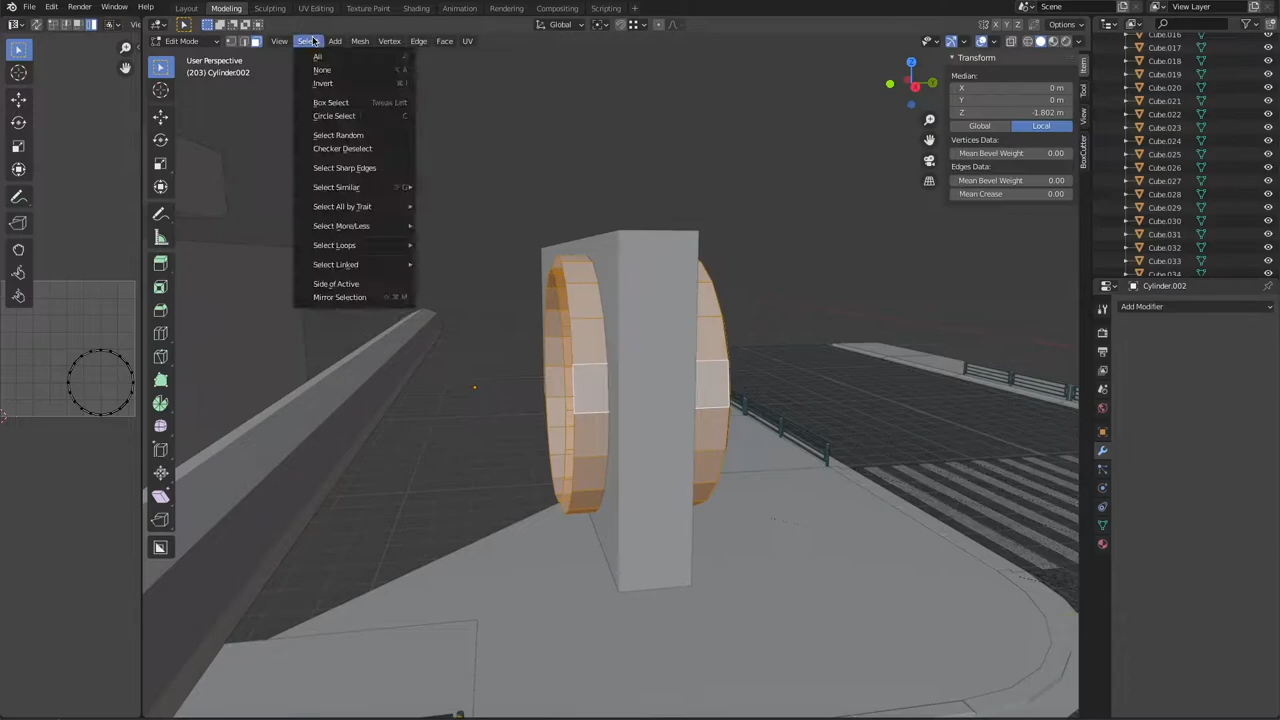 File Edit Render Window Help
Layout Modeling Sculpting UV Editing Texture Paint Shading Animation Rendering Compositing Scripting +
Scene
View Layer
Vi
Edit Mode
View Select Add Mesh Vertex Edge Face UV
Global
X Y Z
Options
User Perspective
(203) Cylinder.002
All
None
Invert
Box Select Tweak Left
Circle Select C
Select Random
Checker Deselect
Select Sharp Edges
Select Similar
Select All by Trait
Select More/Less
Select Loops
Select Linked
Side of Active
Mirror Selection
Z
Y
X
Transform
Median:
X 0 m
Y 0 m
Z -1.802 m
Global Local
Vertices Data:
Mean Bevel Weight 0.00
Edges Data:
Mean Bevel Weight 0.00
Mean Crease 0.00
Item
Tool
View
BoxCutter
Cube.016
Cube.017
Cube.018
Cube.019
Cube.020
Cube.021
Cube.022
Cube.023
Cube.024
Cube.025
Cube.026
Cube.027
Cube.028
Cube.029
Cube.030
Cube.031
Cube.032
Cube.033
Cube.034
Cylinder.002
Add Modifier